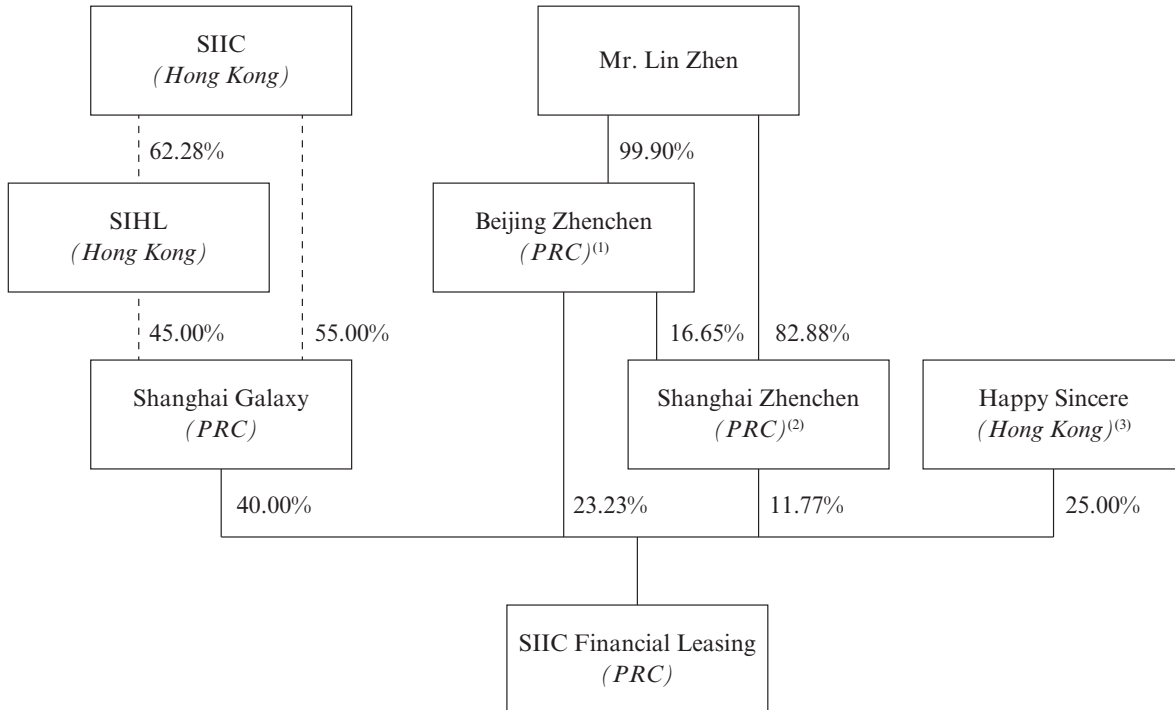 SIIC
(Hong Kong)
Mr. Lin Zhen
62.28%
99.90%
SIHL
(Hong Kong)
Beijing Zhenchen
(PRC)(1)
45.00%
55.00%
16.65%
82.88%
Shanghai Galaxy
(PRC)
Shanghai Zhenchen
(PRC)(2)
Happy Sincere
(Hong Kong)(3)
40.00%
23.23%
11.77%
25.00%
SIIC Financial Leasing
(PRC)